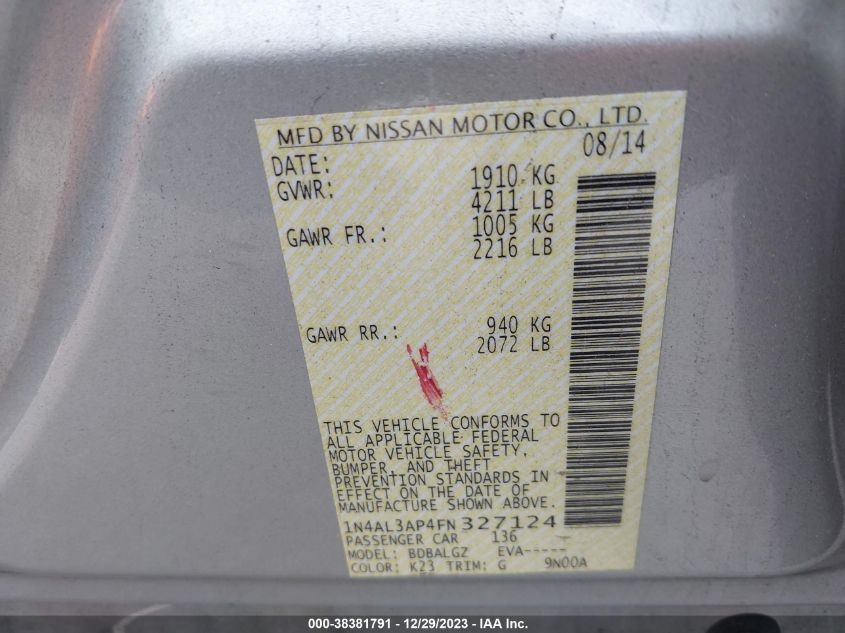 MFD BY NISSAN MOTOR CO., LTD.
DATE: 08/14
GVWR: 1910 KG
4211 LB
GAWR FR.: 1005 KG
2216 LB
GAWR RR.: 940 KG
2072 LB
THIS VEHICLE CONFORMS TO
ALL APPLICABLE FEDERAL
MOTOR VEHICLE SAFETY,
BUMPER, AND THEFT
PREVENTION STANDARDS IN
EFFECT ON THE DATE OF
MANUFACTURE SHOWN ABOVE.
1N4AL3AP4FN327124
PASSENGER CAR 136
MODEL: BDBALGZ EVA-----
COLOR: K23 TRIM: G 9N00A
000-38381791 - 12/29/2023 - IAA Inc.